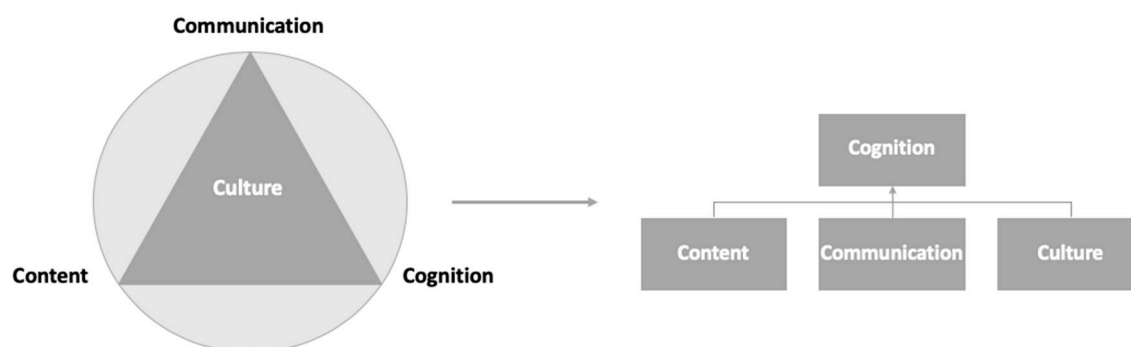 Communication
Culture
Content
Cognition
Cognition
Content
Communication
Culture